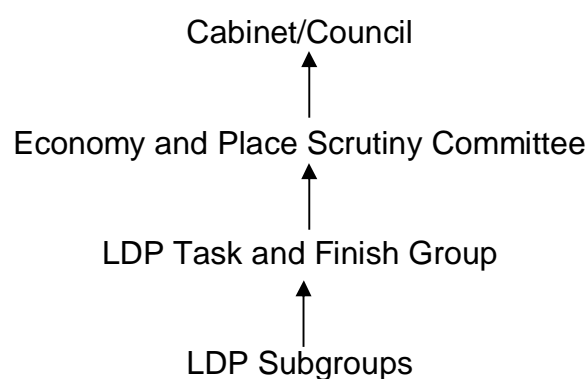 Cabinet/Council
Economy and Place Scrutiny Committee
LDP Task and Finish Group
LDP Subgroups